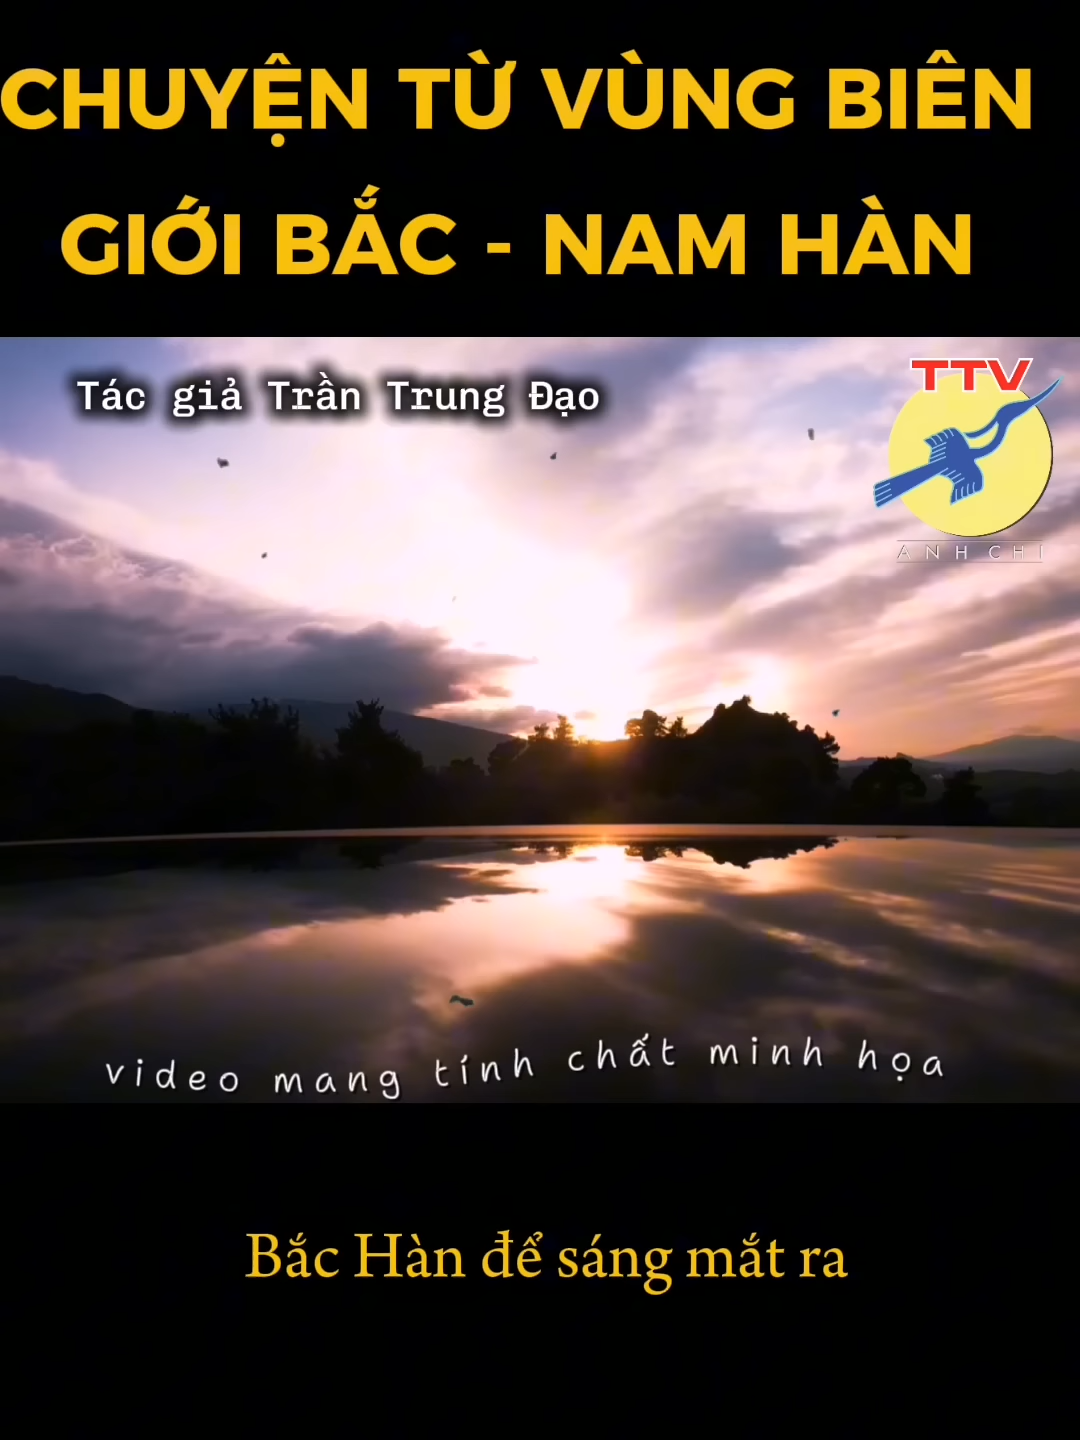 CHUYỆN TỪ VÙNG BIÊN
GIỚI BẮC - NAM HÀN
Tác giả Trần Trung Đạo
TTV
ANH CHI
video mang tính chất minh họa
Bắc Hàn để sáng mắt ra